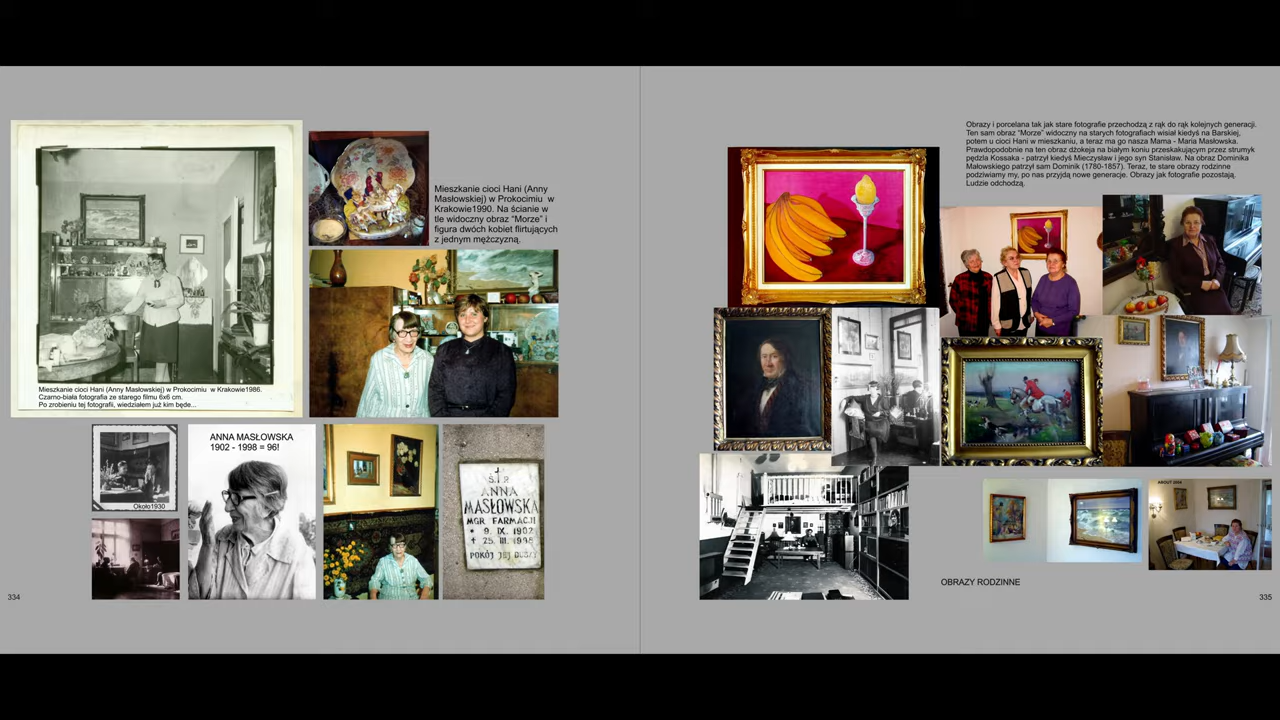 Mieszkanie cioci Hani (Anny Masłowskiej) w Prokocimiu w Krakowie1986.
Czarno-biała fotografia ze starego filmu 6x6 cm.
Po zrobieniu tej fotografii, wiedziałem już kim będe...
Mieszkanie cioci Hani (Anny
Masłowskiej) w Prokocimiu w
Krakowie1990. Na ścianie w
tle widoczny obraz "Morze" i
figura dwóch kobiet flirtujących
z jednym mężczyzną.
Około1930
ANNA MASŁOWSKA
1902 - 1998 = 96!
Ś.†P.
ANNA
MASŁOWSKA
MGR. FARMACJI
* 9. IX. 1902
† 25. III. 1998
POKÓJ JEJ DUSZY
334
Obrazy i porcelana tak jak stare fotografie przechodzą z rąk do rąk kolejnych generacji.
Ten sam obraz "Morze" widoczny na starych fotografiach wisiał kiedyś na Barskiej,
potem u cioci Hani w mieszkaniu, a teraz ma go nasza Mama - Maria Masłowska.
Prawdopodobnie na ten obraz dżokeja na białym koniu przeskakującym przez strumyk
pędzla Kossaka - patrzył kiedyś Mieczysław i jego syn Stanisław. Na obraz Dominika
Małowskiego patrzył sam Dominik (1780-1857). Teraz, te stare obrazy rodzinne
podziwiamy my, po nas przyjdą nowe generacje. Obrazy jak fotografie pozostają.
Ludzie odchodzą.
ABOUT 2004
OBRAZY RODZINNE
335